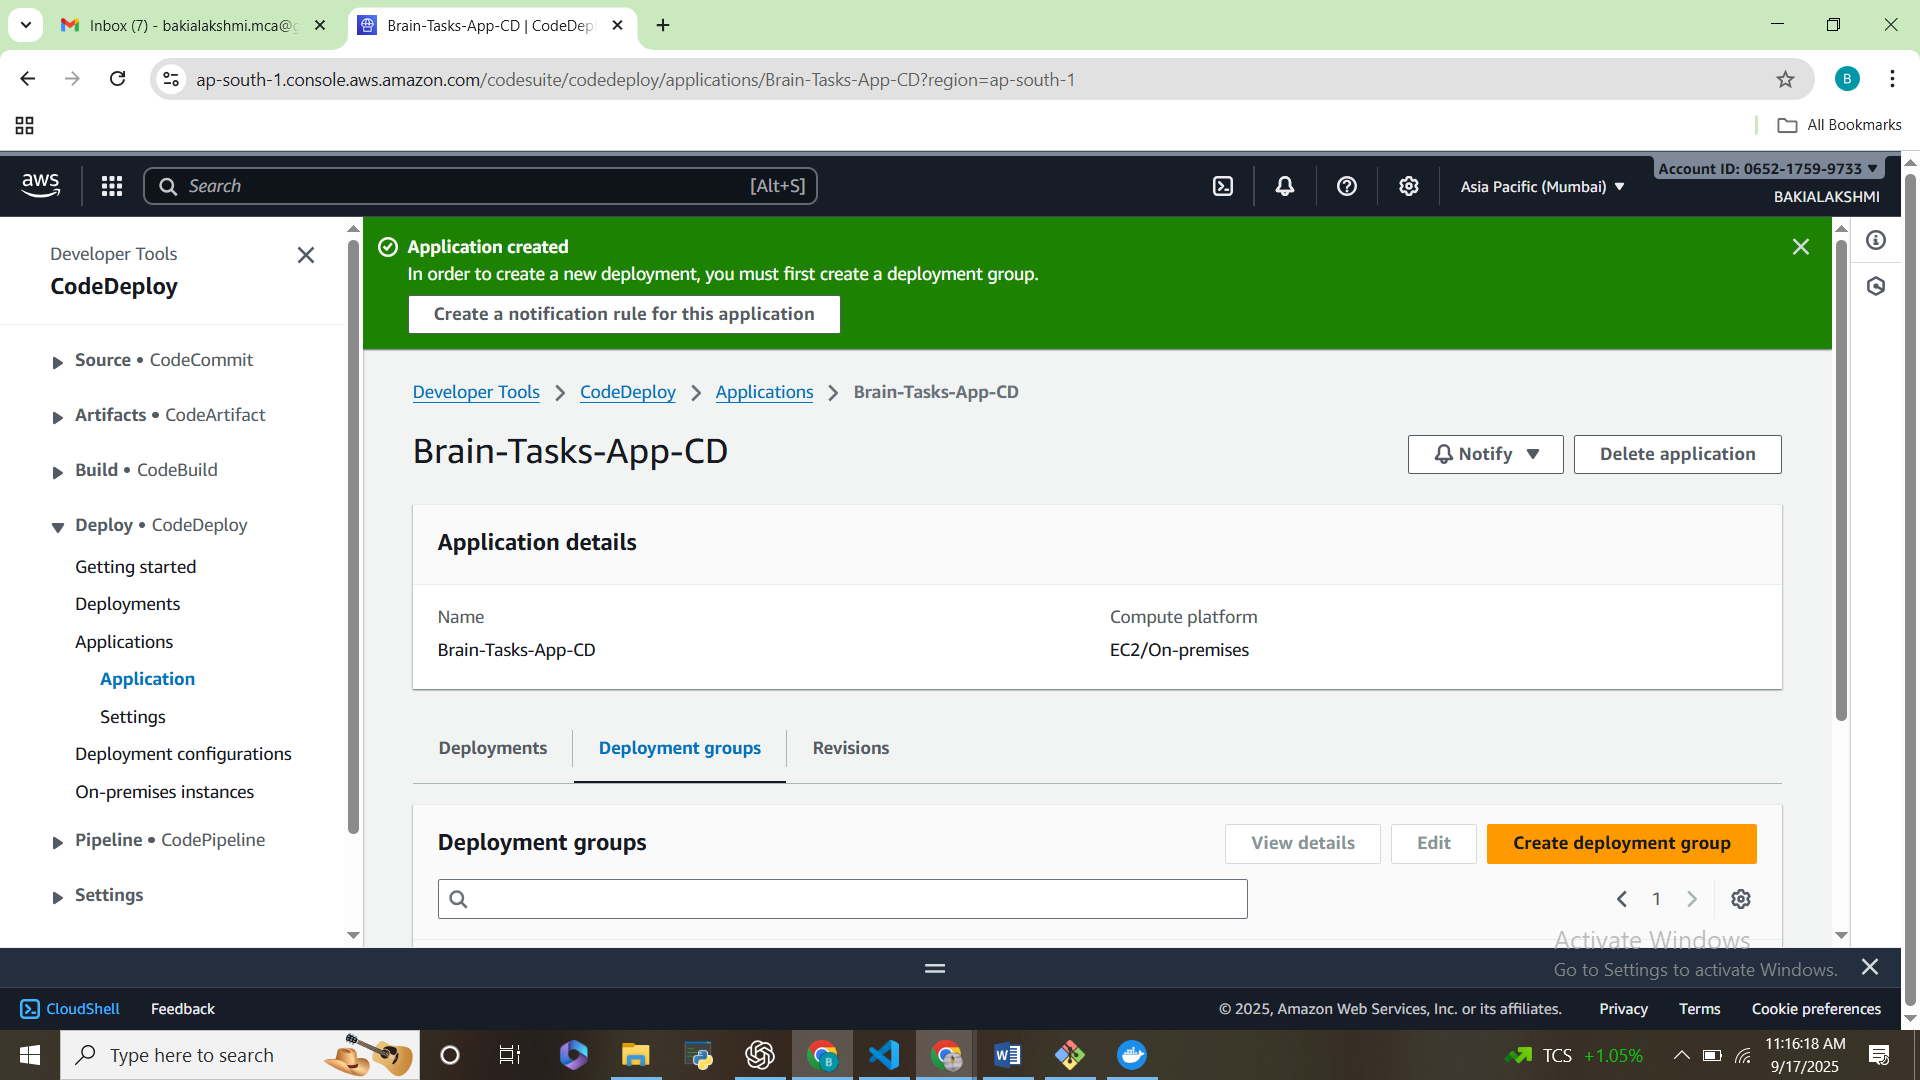 Inbox (7) - bakialakshmi.mca@g
Brain-Tasks-App-CD | CodeDepl
ap-south-1.console.aws.amazon.com/codesuite/codedeploy/applications/Brain-Tasks-App-CD?region=ap-south-1
B
All Bookmarks
aws
Search
[Alt+S]
Asia Pacific (Mumbai)
Account ID: 0652-1759-9733
BAKIALAKSHMI
Developer Tools
CodeDeploy
Source • CodeCommit
Artifacts • CodeArtifact
Build • CodeBuild
Deploy • CodeDeploy
Getting started
Deployments
Applications
Application
Settings
Deployment configurations
On-premises instances
Pipeline • CodePipeline
Settings
Application created
In order to create a new deployment, you must first create a deployment group.
Create a notification rule for this application
Developer Tools
CodeDeploy
Applications
Brain-Tasks-App-CD
Brain-Tasks-App-CD
Notify
Delete application
Application details
Name
Brain-Tasks-App-CD
Compute platform
EC2/On-premises
Deployments
Deployment groups
Revisions
Deployment groups
View details
Edit
Create deployment group
1
Activate Windows
Go to Settings to activate Windows.
CloudShell
Feedback
© 2025, Amazon Web Services, Inc. or its affiliates.
Privacy
Terms
Cookie preferences
Type here to search
TCS +1.05%
11:16:18 AM
9/17/2025